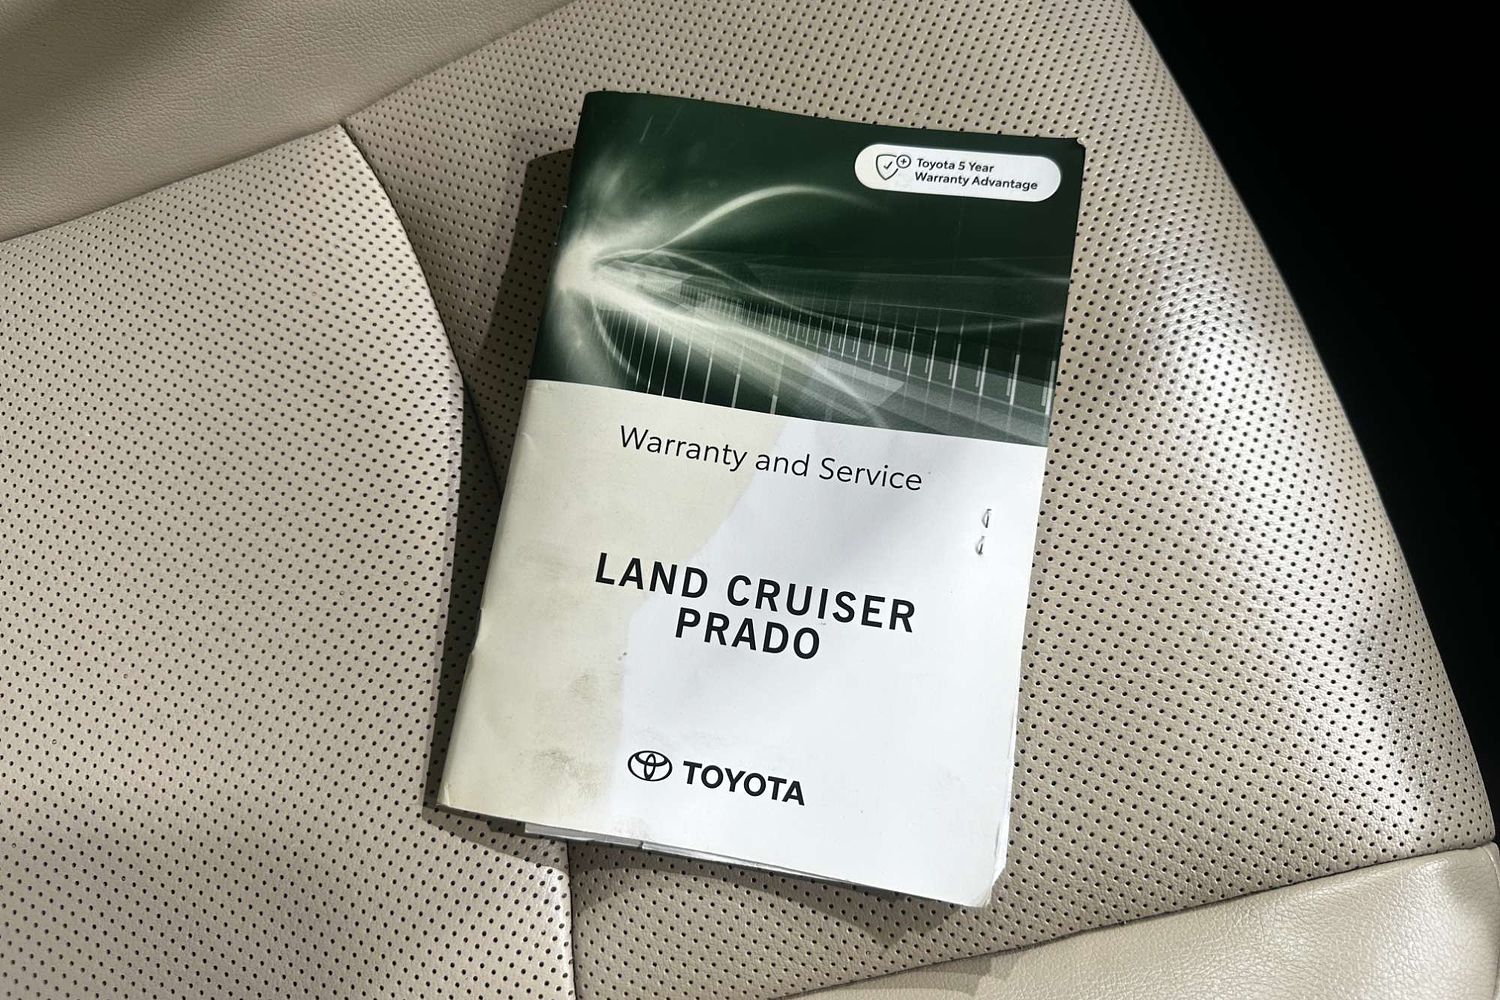 Toyota 5 Year
Warranty Advantage
Warranty and Service
LAND CRUISER
PRADO
TOYOTA